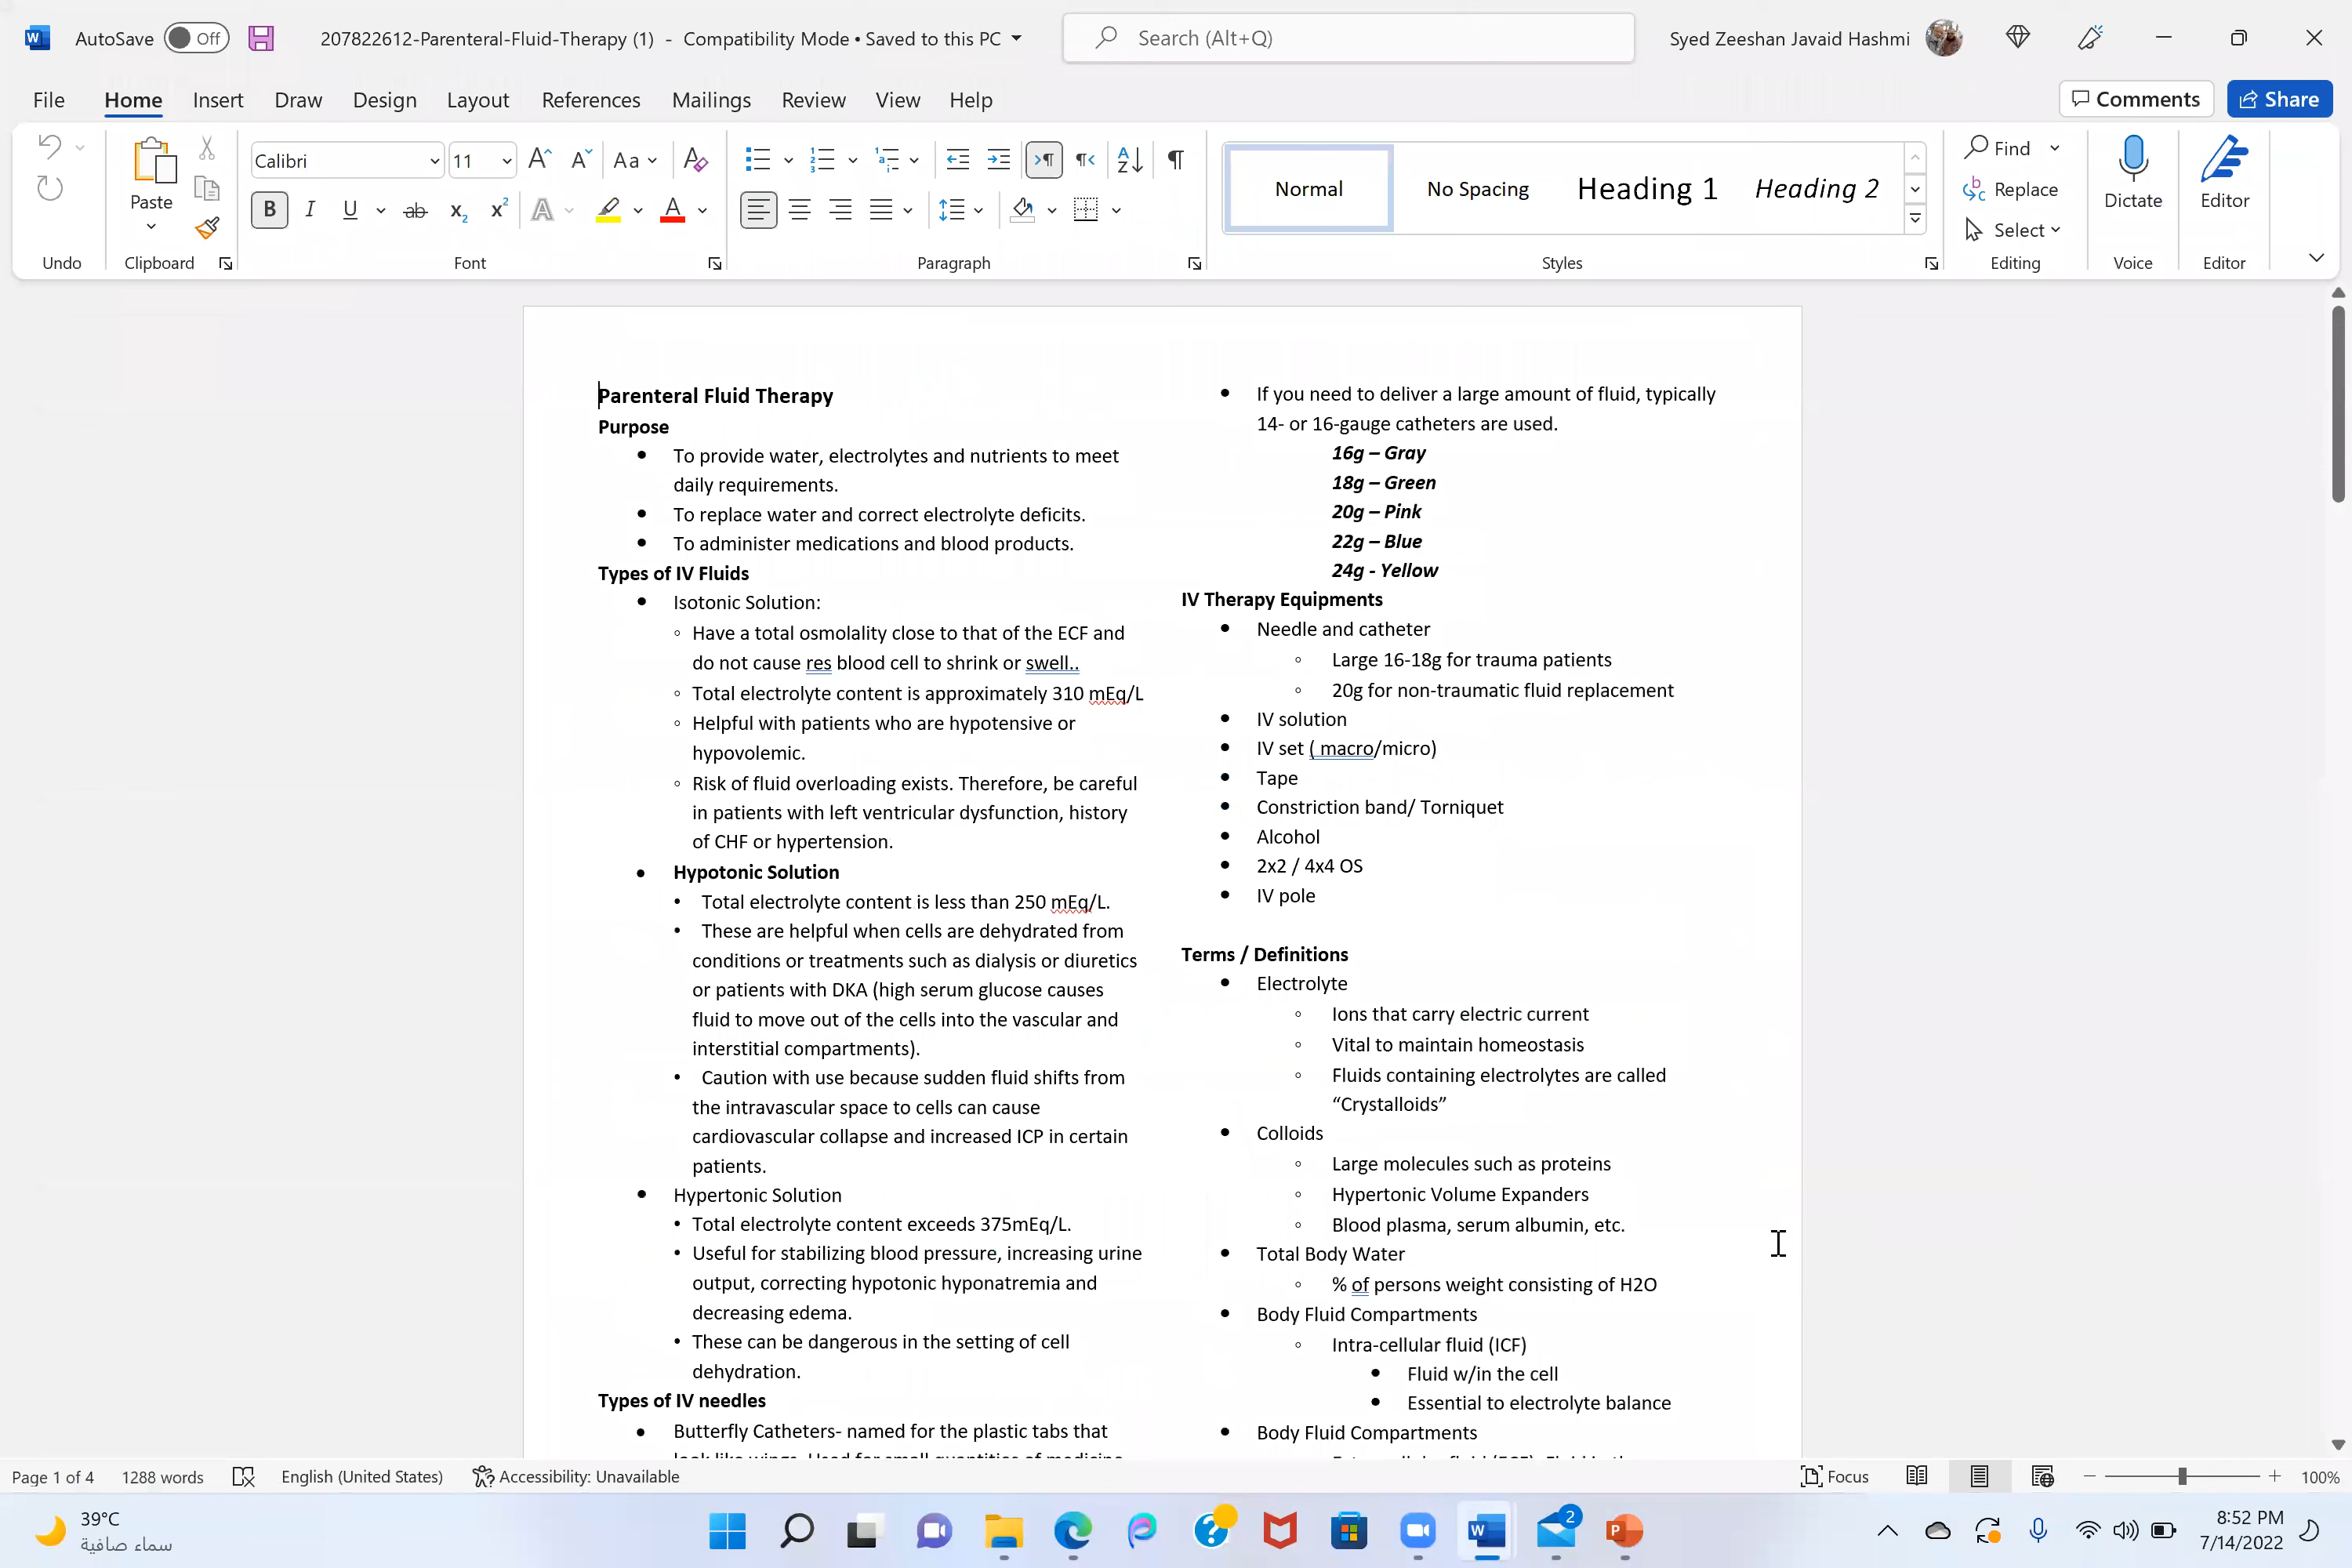 AutoSave Off 207822612-Parenteral-Fluid-Therapy (1) - Compatibility Mode • Saved to this PC Search (Alt+Q) Syed Zeeshan Javaid Hashmi
File Home Insert Draw Design Layout References Mailings Review View Help Comments Share
Calibri 11
Paste
Normal No Spacing Heading 1 Heading 2
Find
Replace
Select
Dictate Editor
Undo Clipboard Font Paragraph Styles Editing Voice Editor
Parenteral Fluid Therapy
Purpose
• To provide water, electrolytes and nutrients to meet
daily requirements.
• To replace water and correct electrolyte deficits.
• To administer medications and blood products.
Types of IV Fluids
• Isotonic Solution:
◦ Have a total osmolality close to that of the ECF and
do not cause res blood cell to shrink or swell..
◦ Total electrolyte content is approximately 310 mEq/L
◦ Helpful with patients who are hypotensive or
hypovolemic.
◦ Risk of fluid overloading exists. Therefore, be careful
in patients with left ventricular dysfunction, history
of CHF or hypertension.
• Hypotonic Solution
• Total electrolyte content is less than 250 mEq/L.
• These are helpful when cells are dehydrated from
conditions or treatments such as dialysis or diuretics
or patients with DKA (high serum glucose causes
fluid to move out of the cells into the vascular and
interstitial compartments).
• Caution with use because sudden fluid shifts from
the intravascular space to cells can cause
cardiovascular collapse and increased ICP in certain
patients.
• Hypertonic Solution
• Total electrolyte content exceeds 375mEq/L.
• Useful for stabilizing blood pressure, increasing urine
output, correcting hypotonic hyponatremia and
decreasing edema.
• These can be dangerous in the setting of cell
dehydration.
Types of IV needles
• Butterfly Catheters- named for the plastic tabs that
• If you need to deliver a large amount of fluid, typically
14- or 16-gauge catheters are used.
16g – Gray
18g – Green
20g – Pink
22g – Blue
24g - Yellow
IV Therapy Equipments
• Needle and catheter
◦ Large 16-18g for trauma patients
◦ 20g for non-traumatic fluid replacement
• IV solution
• IV set ( macro/micro)
• Tape
• Constriction band/ Torniquet
• Alcohol
• 2x2 / 4x4 OS
• IV pole
Terms / Definitions
• Electrolyte
◦ Ions that carry electric current
◦ Vital to maintain homeostasis
◦ Fluids containing electrolytes are called
“Crystalloids”
• Colloids
◦ Large molecules such as proteins
◦ Hypertonic Volume Expanders
◦ Blood plasma, serum albumin, etc.
• Total Body Water
◦ % of persons weight consisting of H2O
• Body Fluid Compartments
◦ Intra-cellular fluid (ICF)
• Fluid w/in the cell
• Essential to electrolyte balance
• Body Fluid Compartments
Page 1 of 4 1288 words English (United States) Accessibility: Unavailable Focus 100%
39°C
سماء صافية
2
8:52 PM
7/14/2022